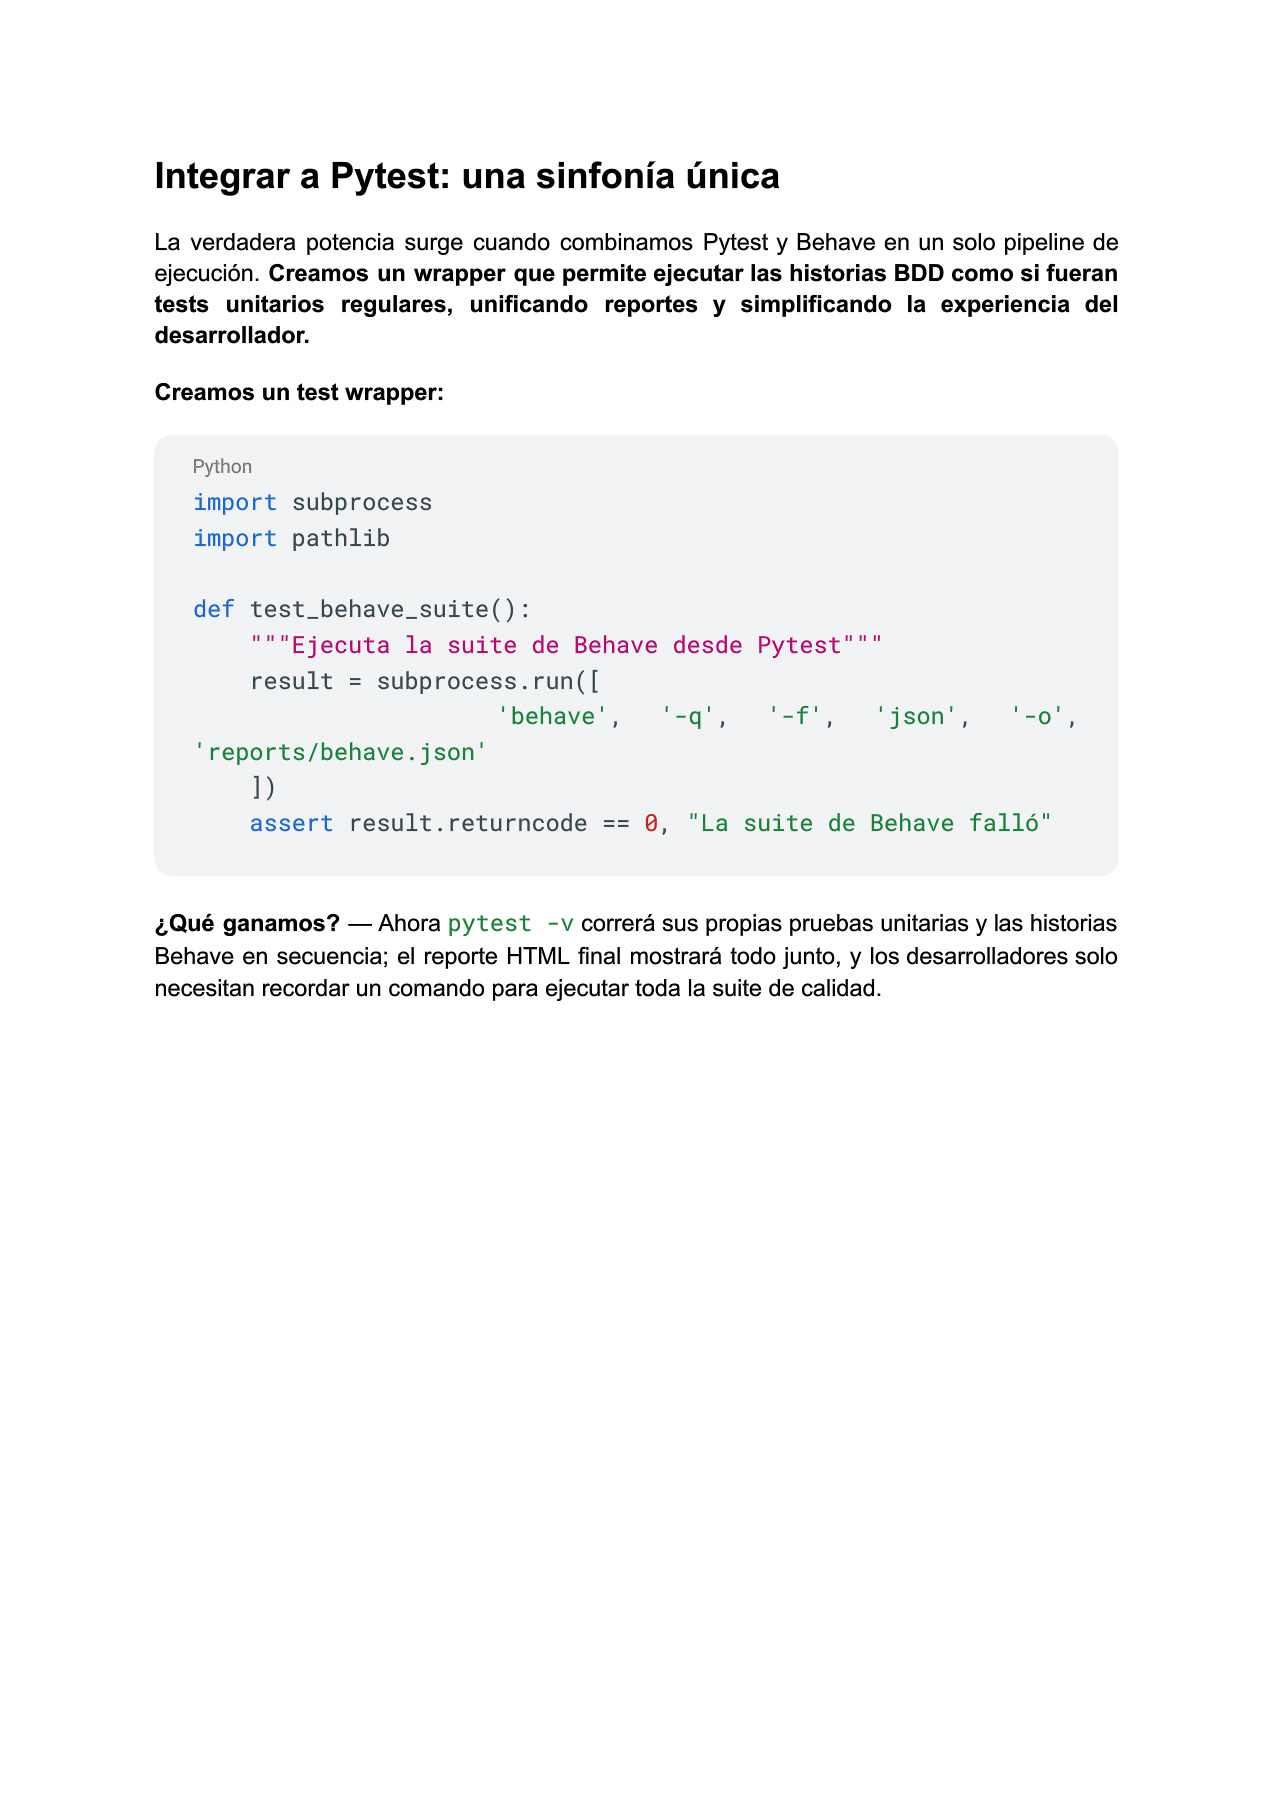 Integrar a Pytest: una sinfonía única
La verdadera potencia surge cuando combinamos Pytest y Behave en un solo pipeline de
ejecución. Creamos un wrapper que permite ejecutar las historias BDD como si fueran
tests unitarios regulares, unificando reportes y simplificando la experiencia del
desarrollador.
Creamos un test wrapper:
Python
import subprocess
import pathlib
def test_behave_suite():
    """Ejecuta la suite de Behave desde Pytest"""
    result = subprocess.run([
        'behave', '-q', '-f', 'json', '-o',
'reports/behave.json'
    ])
    assert result.returncode == 0, "La suite de Behave falló"
¿Qué ganamos? — Ahora pytest -v correrá sus propias pruebas unitarias y las historias
Behave en secuencia; el reporte HTML final mostrará todo junto, y los desarrolladores solo
necesitan recordar un comando para ejecutar toda la suite de calidad.